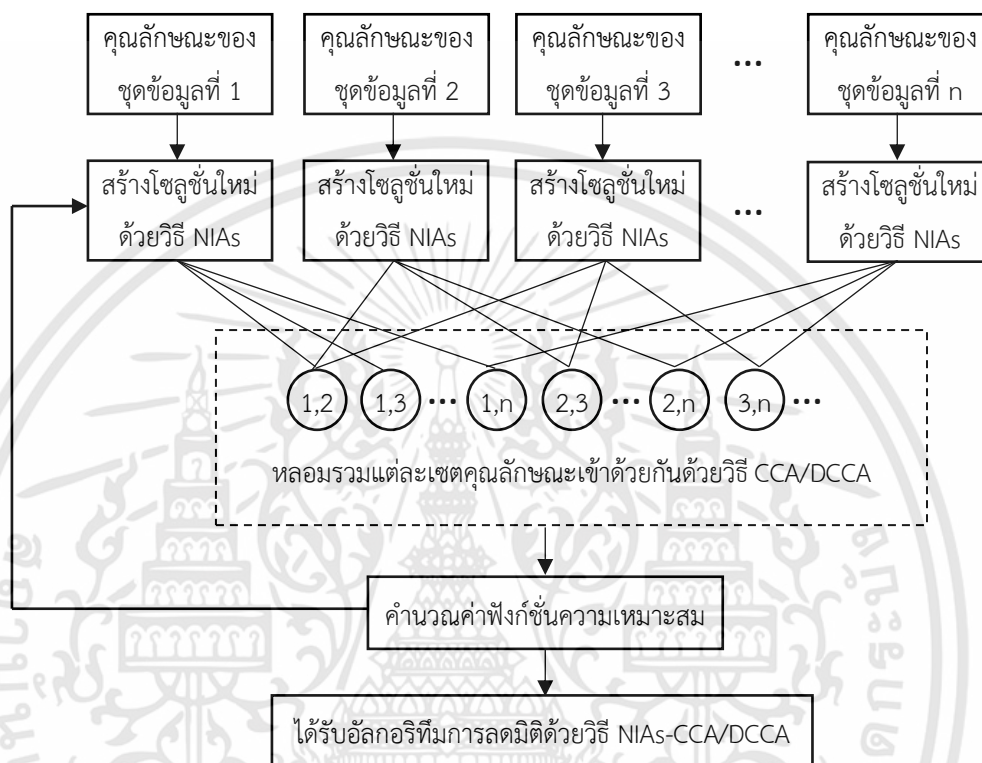 คุณลักษณะของ
ชุดข้อมูลที่ 1
คุณลักษณะของ
ชุดข้อมูลที่ 2
คุณลักษณะของ
ชุดข้อมูลที่ 3
...
คุณลักษณะของ
ชุดข้อมูลที่ n
สร้างโซลูชั่นใหม่
ด้วยวิธี NIAs
สร้างโซลูชั่นใหม่
ด้วยวิธี NIAs
สร้างโซลูชั่นใหม่
ด้วยวิธี NIAs
...
สร้างโซลูชั่นใหม่
ด้วยวิธี NIAs
1,2 1,3 ... 1,n 2,3 ... 2,n 3,n ...
หลอมรวมแต่ละเซตคุณลักษณะเข้าด้วยกันด้วยวิธี CCA/DCCA
คำนวณค่าฟังก์ชั่นความเหมาะสม
ได้รับอัลกอริทึมการลดมิติด้วยวิธี NIAs-CCA/DCCA